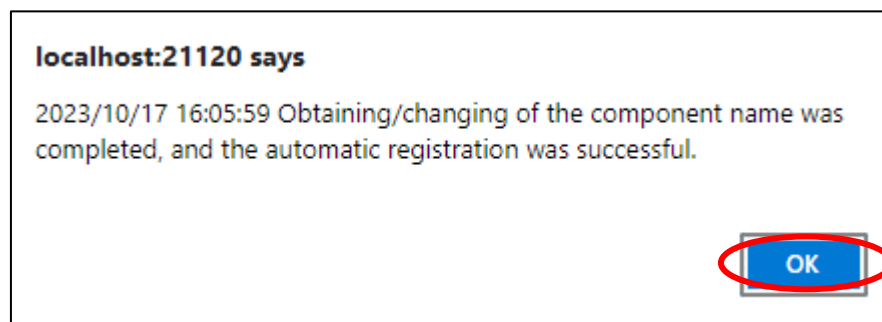 localhost:21120 says
2023/10/17 16:05:59 Obtaining/changing of the component name was
completed, and the automatic registration was successful.
OK